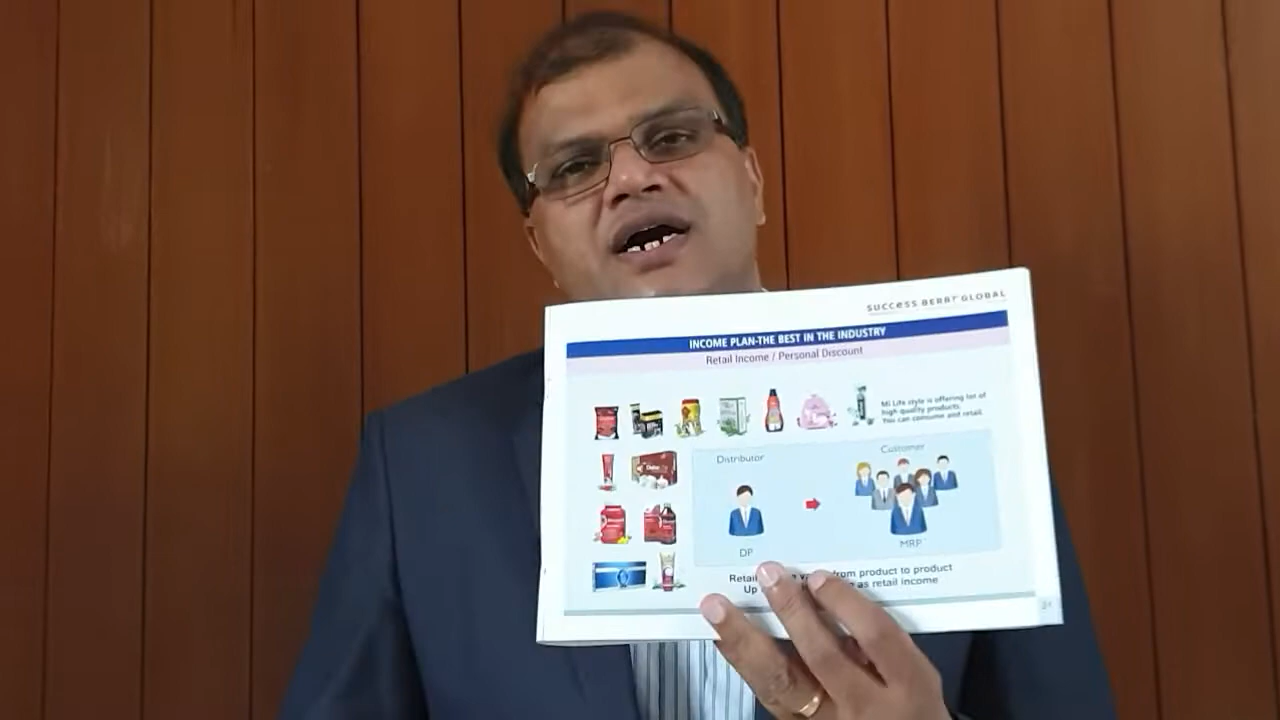 SUCCESS BERRY GLOBAL
INCOME PLAN-THE BEST IN THE INDUSTRY
Retail Income / Personal Discount
Mi Life style is offering lot of
high quality products.
You can consume and retail.
Distributor
Customer
DP
MRP
from product to product
Up as retail income